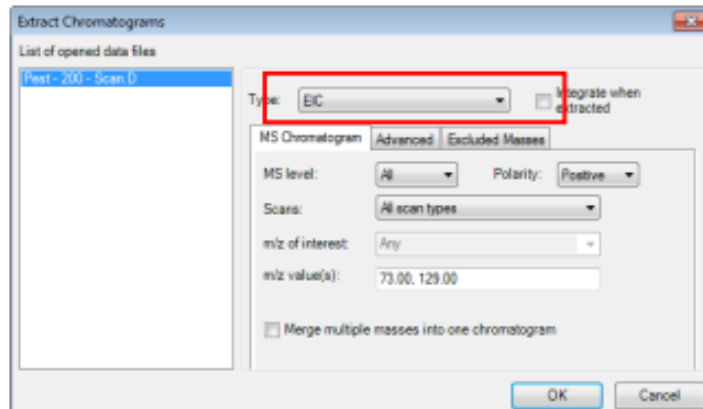 Extract Chromatograms
List of opened data files
Pest - 200 - Scan.D
Type: EIC
Integrate when
extracted
MS Chromatogram Advanced Excluded Masses
MS level: All Polarity: Positive
Scans: All scan types
m/z of interest: Any
m/z value(s): 73.00, 129.00
Merge multiple masses into one chromatogram
OK Cancel